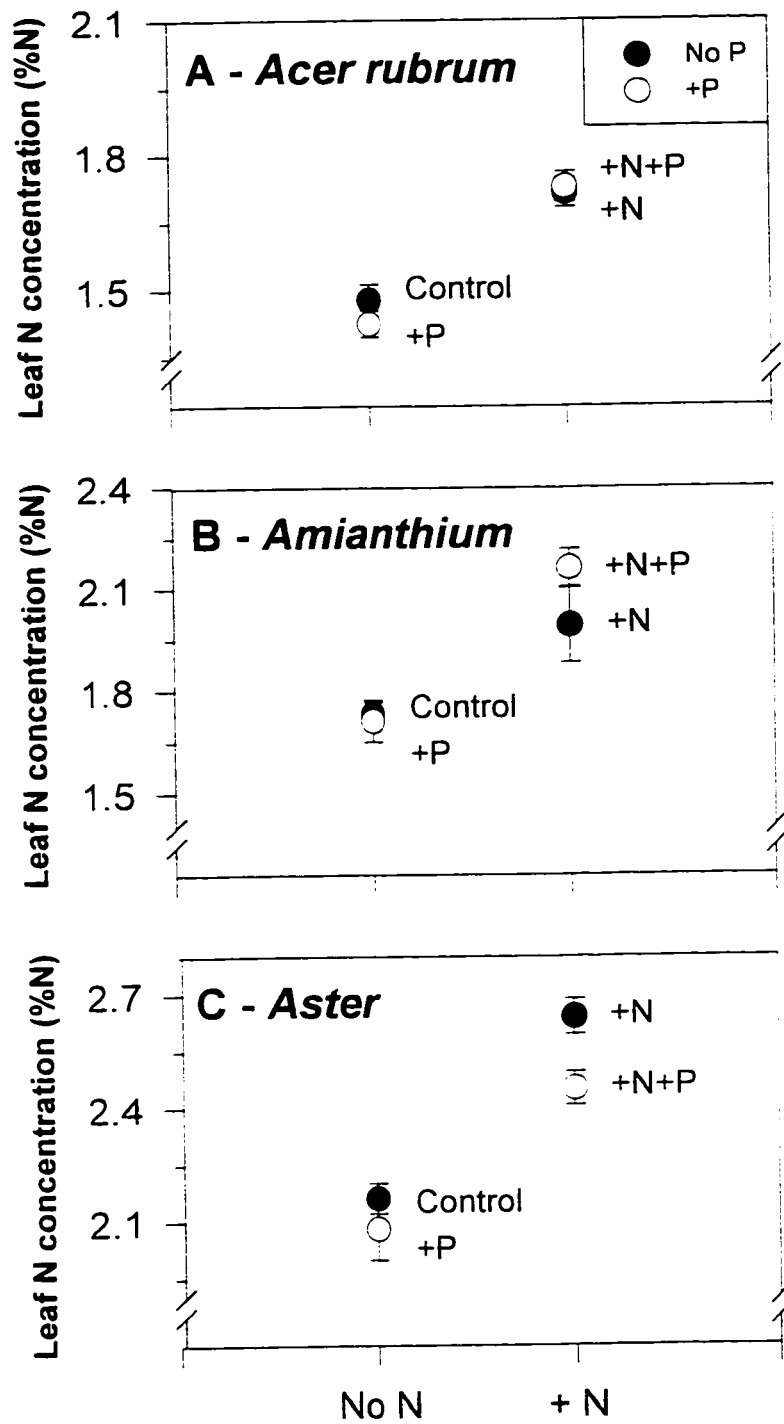 Leaf N concentration (%N)
2.1
1.8
1.5
A - Acer rubrum
No P
+P
+N+P
+N
Control
+P
Leaf N concentration (%N)
2.4
2.1
1.8
1.5
B - Amianthium
+N+P
+N
Control
+P
Leaf N concentration (%N)
2.7
2.4
2.1
C - Aster
+N
+N+P
Control
+P
No N
+ N